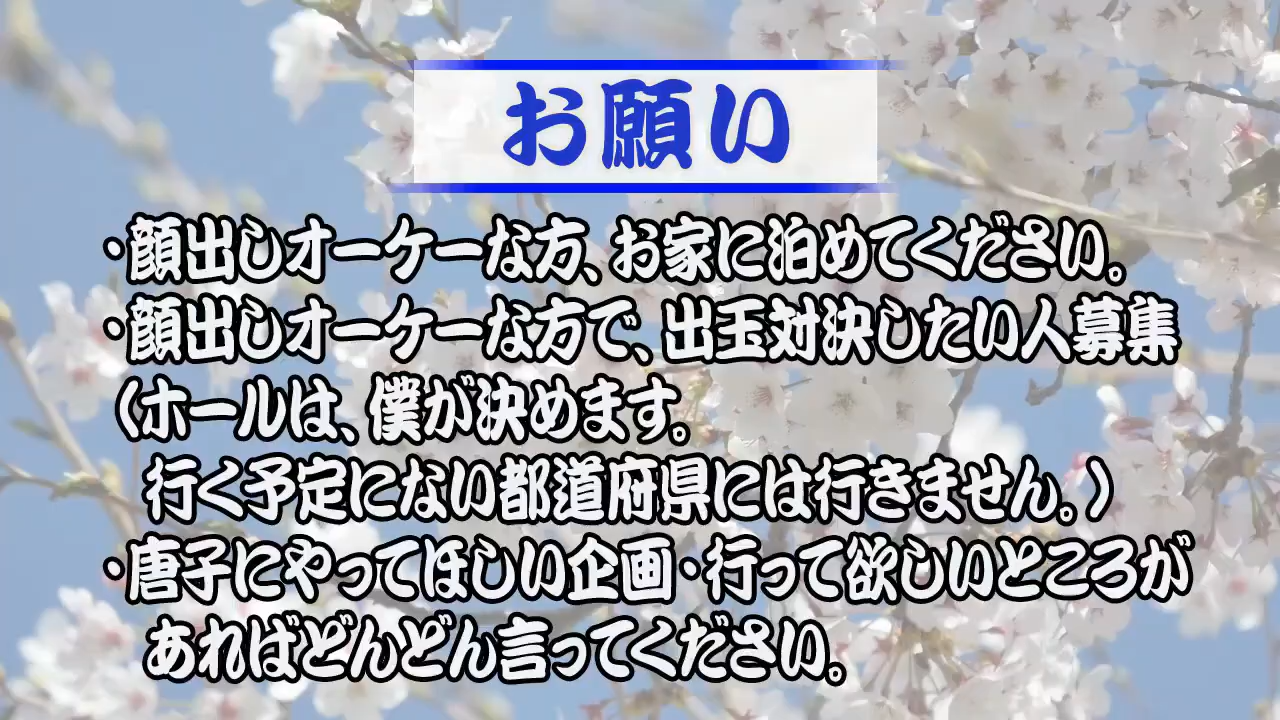 お願い
・顔出しオーケーな方、お家に泊めてください。
・顔出しオーケーな方で、出玉対決したい人募集
(ホールは、僕が決めます。
行く予定にない都道府県には行きません。)
・唐子にやってほしい企画・行って欲しいところが
あればどんどん言ってください。